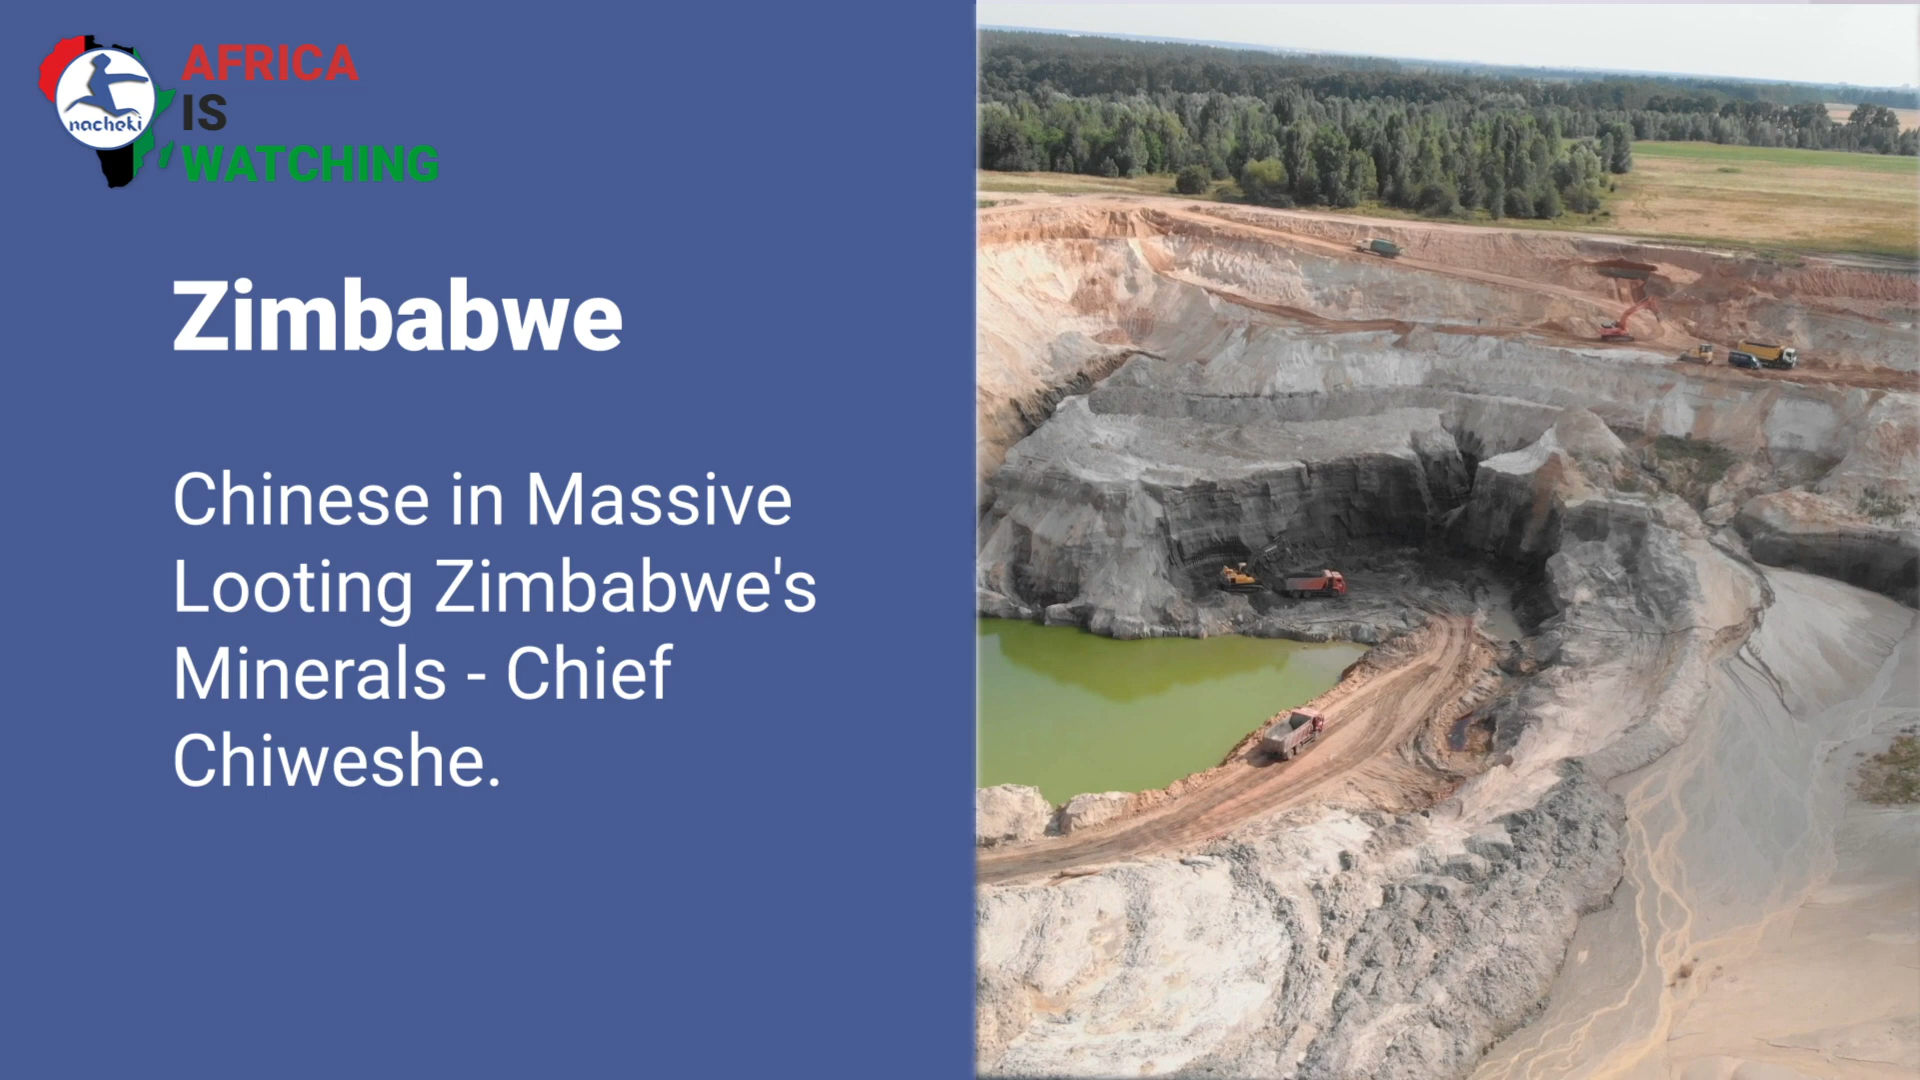 nacheki
AFRICA
IS
WATCHING
Zimbabwe
Chinese in Massive
Looting Zimbabwe's
Minerals - Chief
Chiweshe.